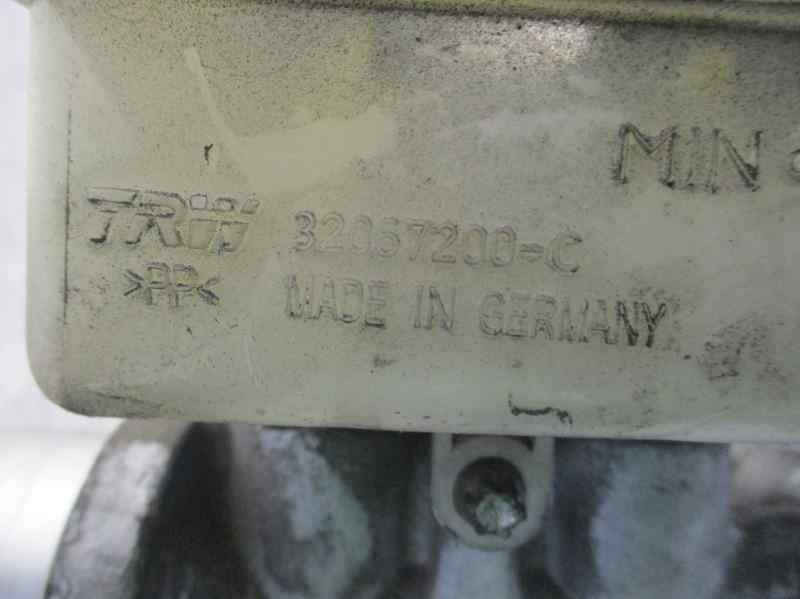 MIN
TRW 32067200-C
>PP< MADE IN GERMANY